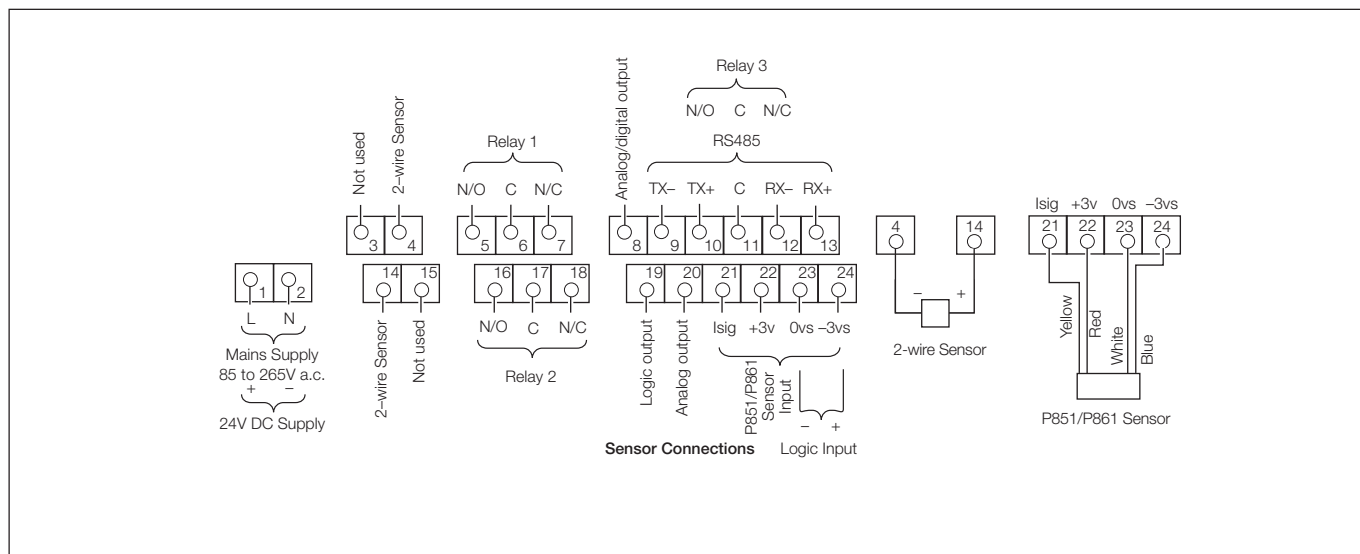 Relay 3
N/O C N/C
Relay 1
RS485
Not used
2–wire Sensor
N/O C N/C
Analog/digital output
TX– TX+ C RX– RX+
3 4
5 6 7
8 9 10 11 12 13
1 2
L N
Mains Supply
85 to 265V a.c.
+ –
24V DC Supply
14 15
2–wire Sensor
Not used
16 17 18
N/O C N/C
Relay 2
19 20 21 22 23 24
Logic output
Analog output
Isig +3v 0vs –3vs
P851/P861
Sensor
Input
– +
Logic Input
Sensor Connections
4 14
– +
2-wire Sensor
Isig +3v 0vs –3vs
21 22 23 24
Yellow
Red
White
Blue
P851/P861 Sensor